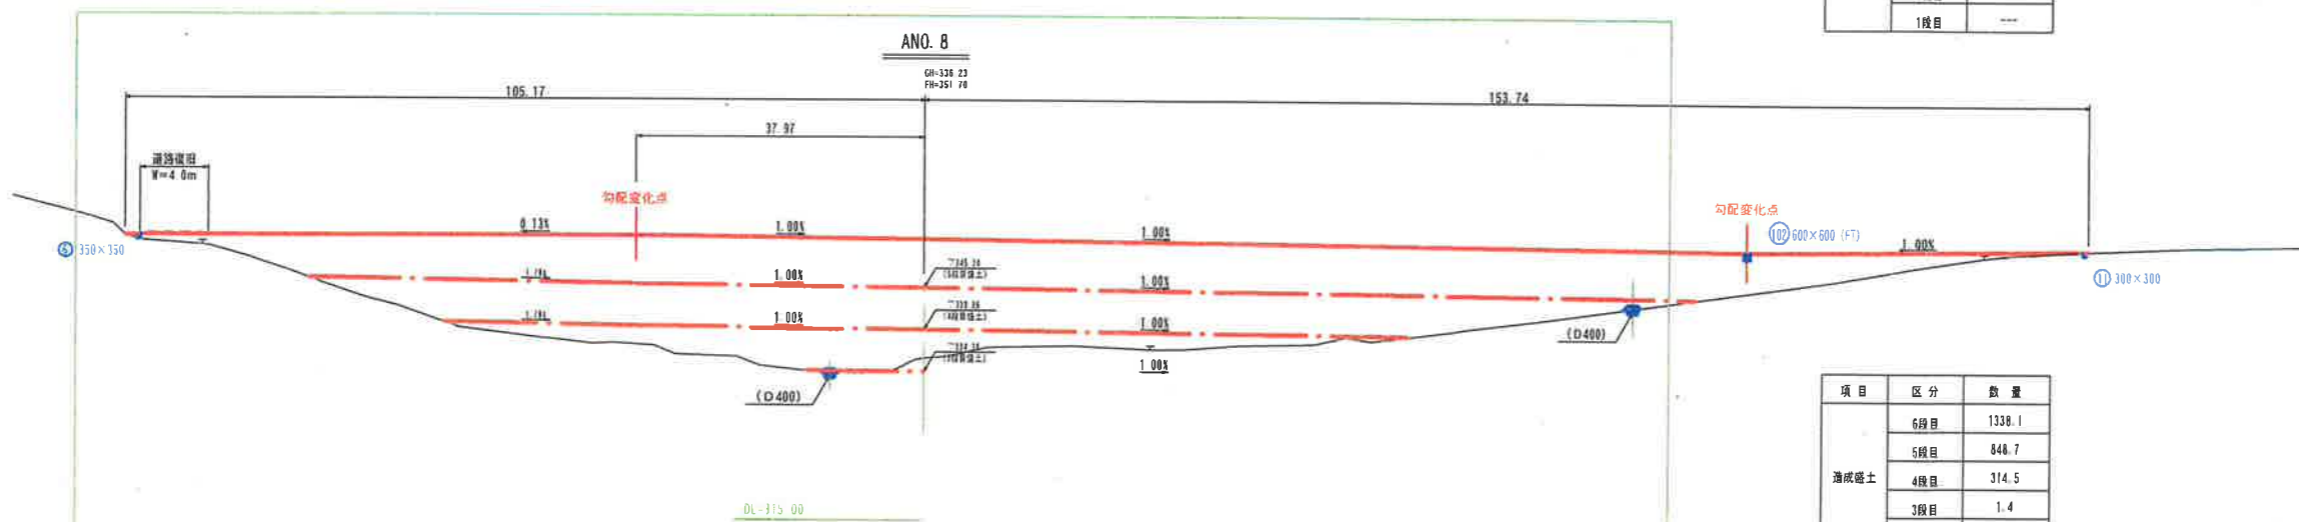 1段目 ---
ANO. 8
GH=336 23
FH=351 70
105.17
153.74
37.97
道路復旧
W=4 0m
勾配変化点
勾配変化点
0.13%
1.00%
1.00%
1.00%
350×350
102 600×600 (FT)
11 300×300
1.00%
1.00%
1.00%
1.00%
1 00%
(D400)
(D400)
DL=315 00
項目 区分 数量
造成盛土
6段目 1338.1
5段目 848.7
4段目 314.5
3段目 1.4